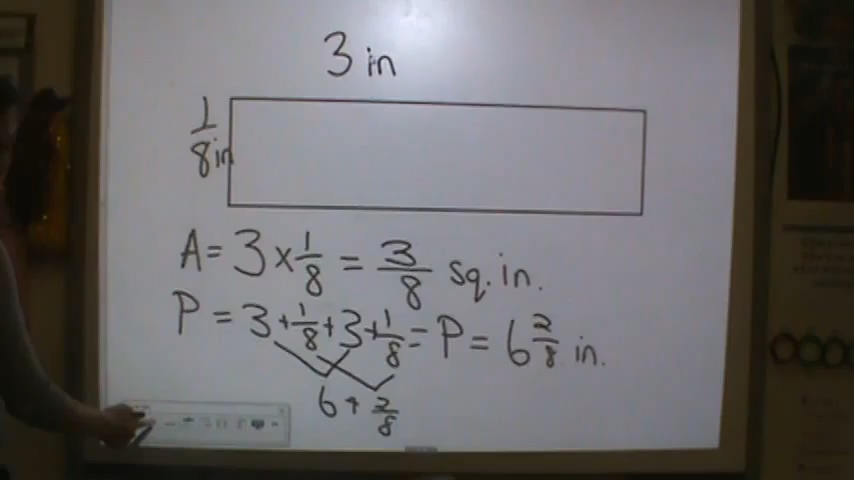 3 in
1/8 in
A = 3 × 1/8 = 3/8 sq. in.
P = 3 + 1/8 + 3 + 1/8 = P = 6 2/8 in.
6 + 2/8